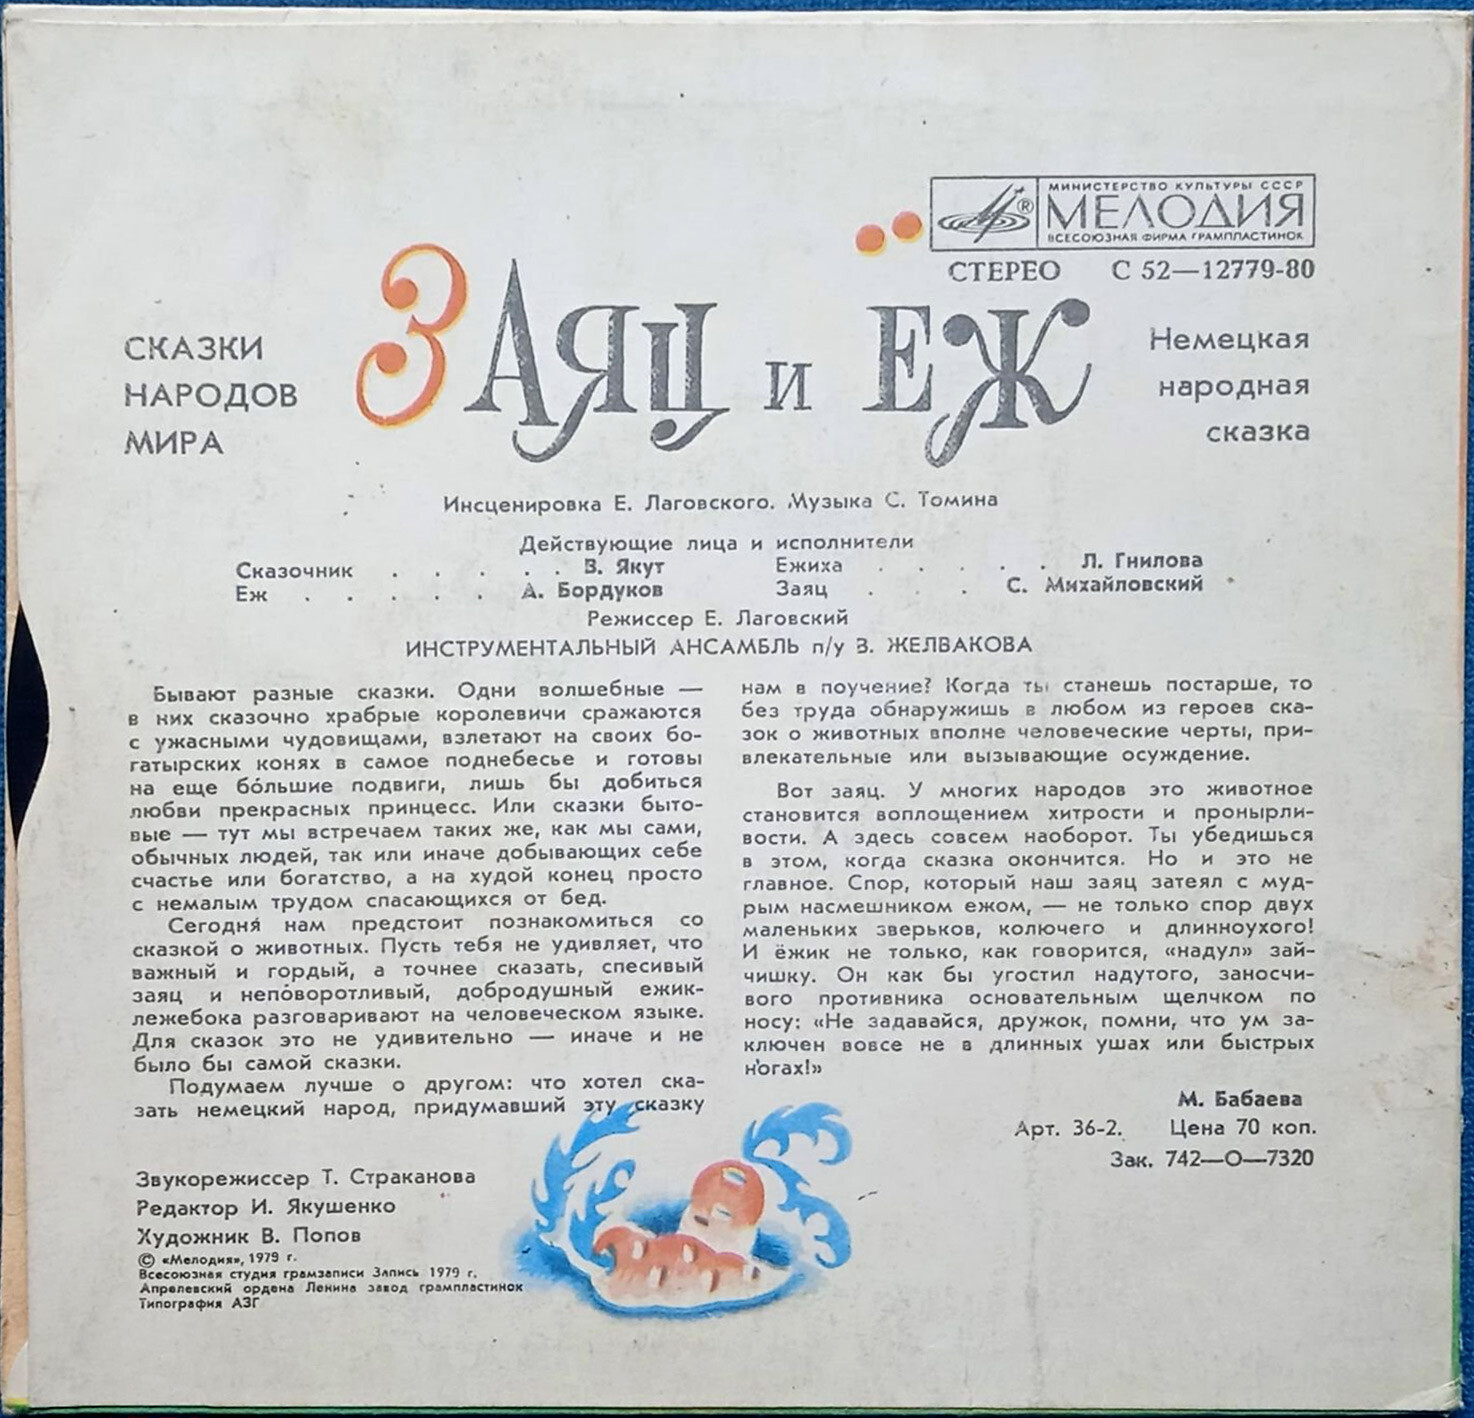 МИНИСТЕРСТВО КУЛЬТУРЫ СССР
МЕЛОДИЯ
ВСЕСОЮЗНАЯ ФИРМА ГРАМПЛАСТИНОК
®
СТЕРЕО С 52—12779-80
СКАЗКИ
НАРОДОВ
МИРА
ЗАЯЦ и ЁЖ
Немецкая
народная
сказка
Инсценировка Е. Лаговского. Музыка С. Томина
Действующие лица и исполнители
Сказочник . . . . . . В. Якут Ежиха . . . . . Л. Гнилова
Еж . . . . . А. Бордуков Заяц . . . С. Михайловский
Режиссер Е. Лаговский
ИНСТРУМЕНТАЛЬНЫЙ АНСАМБЛЬ п/у В. ЖЕЛВАКОВА
Бывают разные сказки. Одни волшебные —
в них сказочно храбрые королевичи сражаются
с ужасными чудовищами, взлетают на своих бо-
гатырских конях в самое поднебесье и готовы
на еще бо́льшие подвиги, лишь бы добиться
любви прекрасных принцесс. Или сказки быто-
вые — тут мы встречаем таких же, как мы сами,
обычных людей, так или иначе добывающих себе
счастье или богатство, а на худой конец просто
с немалым трудом спасающихся от бед.
Сегодня нам предстоит познакомиться со
сказкой о животных. Пусть тебя не удивляет, что
важный и гордый, а точнее сказать, спесивый
заяц и неповоротливый, добродушный ежик-
лежебока разговаривают на человеческом языке.
Для сказок это не удивительно — иначе и не
было бы самой сказки.
Подумаем лучше о другом: что хотел ска-
зать немецкий народ, придумавший эту сказку
нам в поучение? Когда ты станешь постарше, то
без труда обнаружишь в любом из героев ска-
зок о животных вполне человеческие черты, при-
влекательные или вызывающие осуждение.
Вот заяц. У многих народов это животное
становится воплощением хитрости и пронырли-
вости. А здесь совсем наоборот. Ты убедишься
в этом, когда сказка окончится. Но и это не
главное. Спор, который наш заяц затеял с муд-
рым насмешником ежом, — не только спор двух
маленьких зверьков, колючего и длинноухого!
И ёжик не только, как говорится, «надул» зай-
чишку. Он как бы угостил надутого, заносчи-
вого противника основательным щелчком по
носу: «Не задавайся, дружок, помни, что ум за-
ключен вовсе не в длинных ушах или быстрых
ногах!»
М. Бабаева
Арт. 36-2. Цена 70 коп.
Зак. 742—О—7320
Звукорежиссер Т. Страканова
Редактор И. Якушенко
Художник В. Попов
© «Мелодия», 1979 г.
Всесоюзная студия грамзаписи Запись 1979 г.
Апрелевский ордена Ленина завод грампластинок
Типография АЗГ